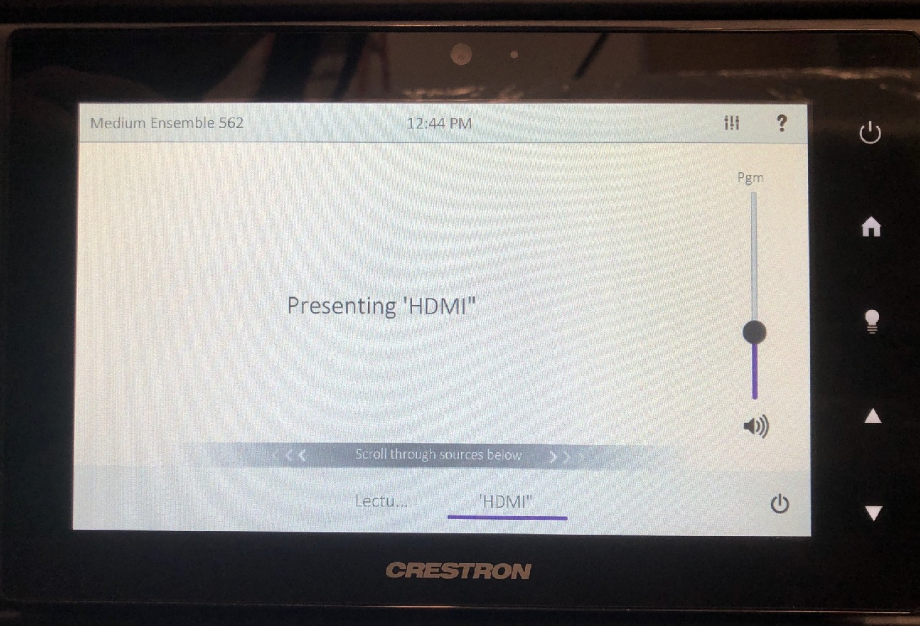 Medium Ensemble 562
12:44 PM
?
Pgm
Presenting 'HDMI"
Scroll through sources below
Lectu...
'HDMI"
CRESTRON